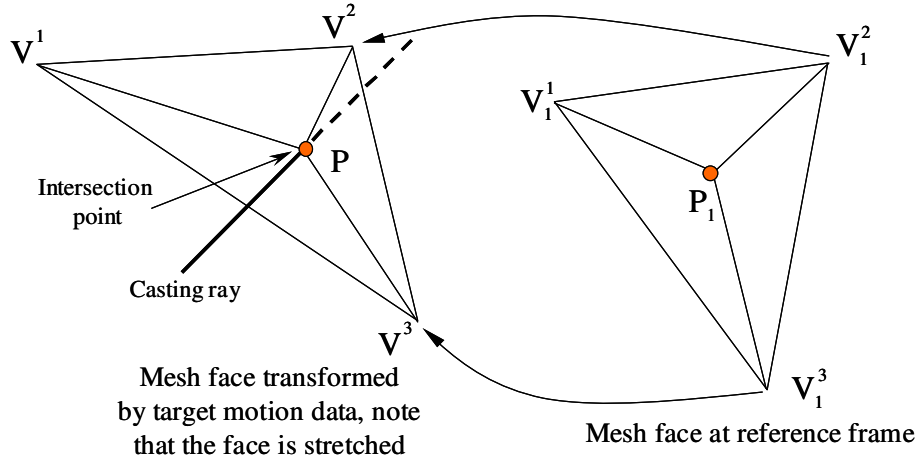 V¹
V²
P
Intersection
point
Casting ray
V³
Mesh face transformed
by target motion data, note
that the face is stretched
V₁¹
V₁²
P₁
V₁³
Mesh face at reference frame